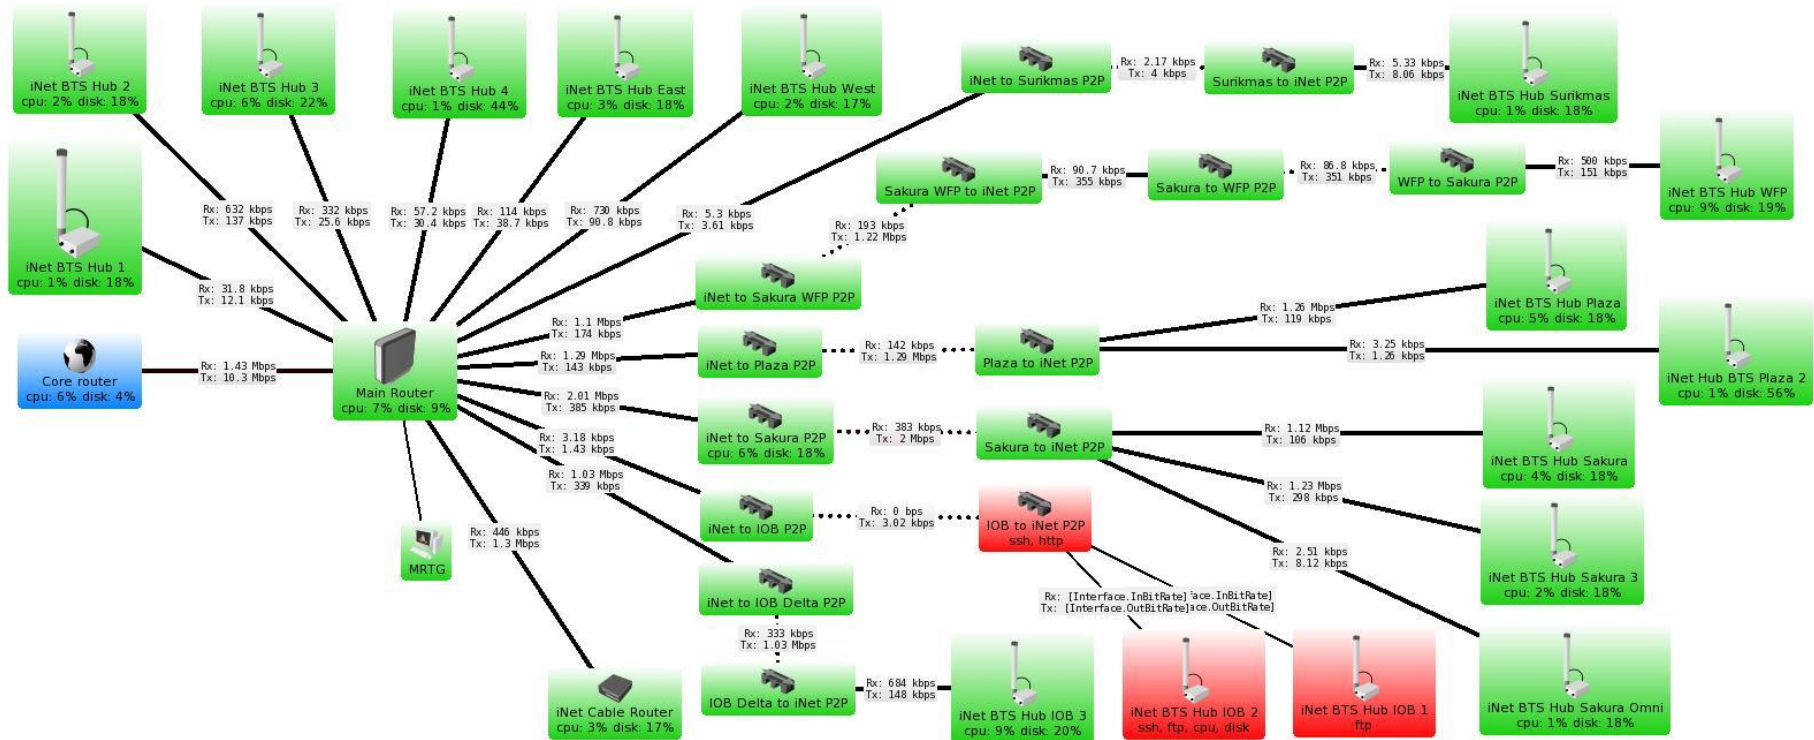 iNet BTS Hub 2
cpu: 2% disk: 18%
iNet BTS Hub 3
cpu: 6% disk: 22%
iNet BTS Hub 4
cpu: 1% disk: 44%
iNet BTS Hub East
cpu: 3% disk: 18%
iNet BTS Hub West
cpu: 2% disk: 17%
iNet to Surikmas P2P
Rx: 2.17 kbps
Tx: 4 kbps
Surikmas to iNet P2P
Rx: 5.33 kbps
Tx: 8.06 kbps
iNet BTS Hub Surikmas
cpu: 1% disk: 18%
Sakura WFP to iNet P2P
Rx: 90.7 kbps
Tx: 355 kbps
Sakura to WFP P2P
Rx: 86.8 kbps
Tx: 351 kbps
WFP to Sakura P2P
Rx: 500 kbps
Tx: 151 kbps
iNet BTS Hub WFP
cpu: 9% disk: 19%
iNet BTS Hub 1
cpu: 1% disk: 18%
Rx: 632 kbps
Tx: 137 kbps
Rx: 332 kbps
Tx: 25.6 kbps
Rx: 57.2 kbps
Tx: 30.4 kbps
Rx: 114 kbps
Tx: 38.7 kbps
Rx: 730 kbps
Tx: 90.8 kbps
Rx: 5.3 kbps
Tx: 3.61 kbps
Rx: 193 kbps
Tx: 1.22 Mbps
Rx: 31.8 kbps
Tx: 12.1 kbps
iNet to Sakura WFP P2P
Rx: 1.1 Mbps
Tx: 174 kbps
iNet BTS Hub Plaza
cpu: 5% disk: 18%
Rx: 1.26 Mbps
Tx: 119 kbps
Core router
cpu: 6% disk: 4%
Rx: 1.43 Mbps
Tx: 10.3 Mbps
Main Router
cpu: 7% disk: 9%
Rx: 1.29 Mbps
Tx: 143 kbps
iNet to Plaza P2P
Rx: 142 kbps
Tx: 1.29 Mbps
Plaza to iNet P2P
Rx: 3.25 kbps
Tx: 1.26 kbps
iNet Hub BTS Plaza 2
cpu: 1% disk: 56%
Rx: 2.01 Mbps
Tx: 385 kbps
iNet to Sakura P2P
cpu: 6% disk: 18%
Rx: 383 kbps
Tx: 2 Mbps
Sakura to iNet P2P
Rx: 1.12 Mbps
Tx: 106 kbps
iNet BTS Hub Sakura
cpu: 4% disk: 18%
Rx: 3.18 kbps
Tx: 1.43 kbps
Rx: 1.03 Mbps
Tx: 339 kbps
Rx: 1.23 Mbps
Tx: 298 kbps
iNet to IOB P2P
Rx: 0 bps
Tx: 3.02 kbps
IOB to iNet P2P
ssh, http
Rx: 446 kbps
Tx: 1.3 Mbps
MRTG
Rx: 2.51 kbps
Tx: 8.12 kbps
iNet BTS Hub Sakura 3
cpu: 2% disk: 18%
iNet to IOB Delta P2P
Rx: [Interface.InBitRate]
Tx: [Interface.OutBitRate]
ace.InBitRate]
ace.OutBitRate]
Rx: 333 kbps
Tx: 1.03 Mbps
IOB Delta to iNet P2P
Rx: 684 kbps
Tx: 148 kbps
iNet Cable Router
cpu: 3% disk: 17%
iNet BTS Hub IOB 3
cpu: 9% disk: 20%
iNet BTS Hub IOB 2
ssh, ftp, cpu, disk
iNet BTS Hub IOB 1
ftp
iNet BTS Hub Sakura Omni
cpu: 1% disk: 18%